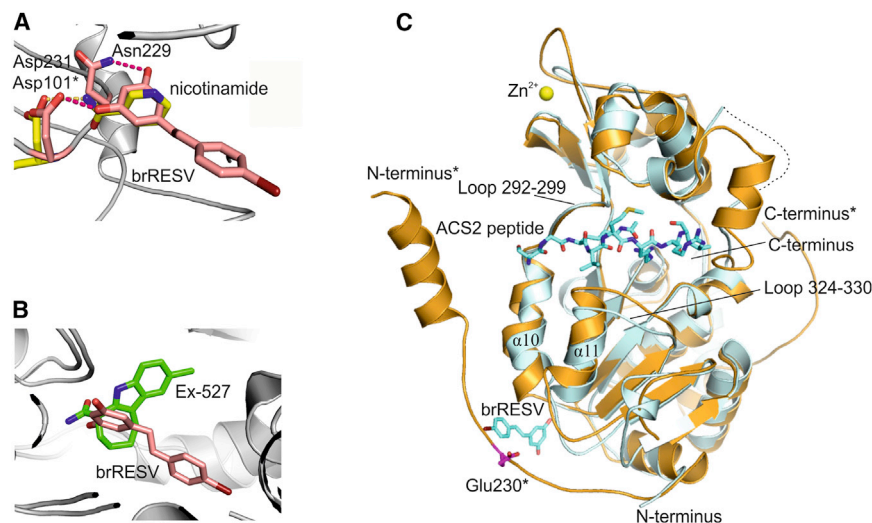 A
Asp231
Asn229
Asp101*
nicotinamide
brRESV
B
Ex-527
brRESV
C
Zn2+
N-terminus*
Loop 292-299
ACS2 peptide
C-terminus*
C-terminus
Loop 324-330
α10
α11
brRESV
Glu230*
N-terminus